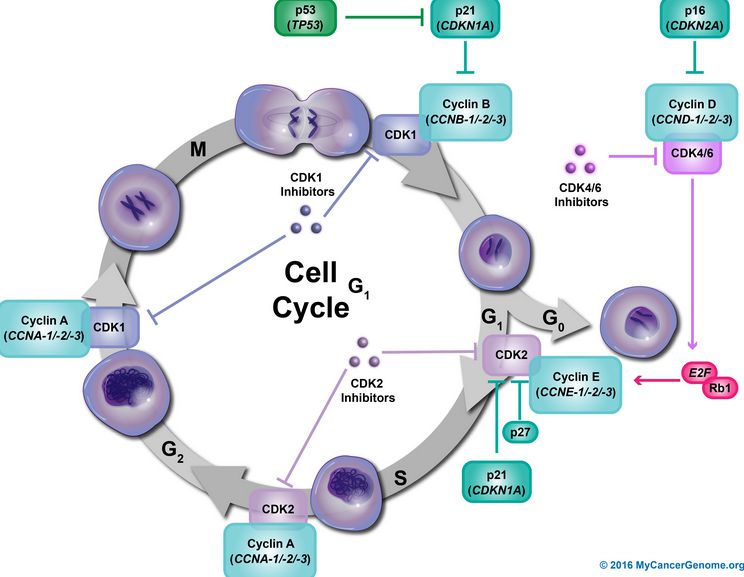 p53
(TP53)
p21
(CDKN1A)
p16
(CDKN2A)
Cyclin B
(CCNB-1/-2/-3)
CDK1
Cyclin D
(CCND-1/-2/-3)
CDK4/6
M
CDK1
Inhibitors
CDK4/6
Inhibitors
Cell
Cycle
G1
Cyclin A
(CCNA-1/-2/-3)
CDK1
G1
G0
CDK2
Cyclin E
(CCNE-1/-2/-3)
E2F
Rb1
CDK2
Inhibitors
p27
G2
S
p21
(CDKN1A)
CDK2
Cyclin A
(CCNA-1/-2/-3)
© 2016 MyCancerGenome.org